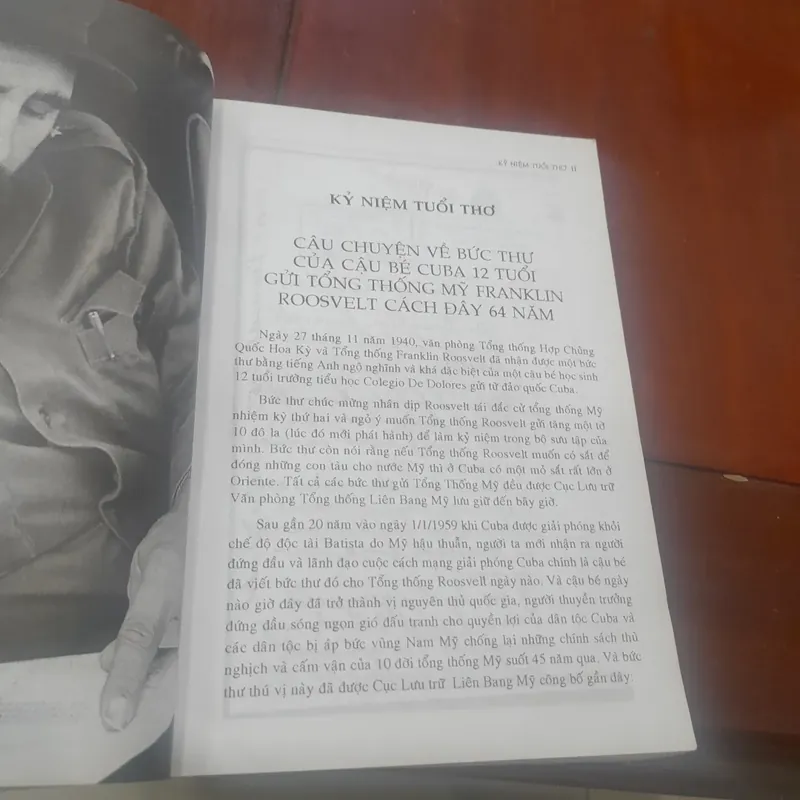 KỶ NIỆM TUỔI THƠ 11
KỶ NIỆM TUỔI THƠ
CÂU CHUYỆN VỀ BỨC THƯ
CỦA CẬU BÉ CUBA 12 TUỔI
GỬI TỔNG THỐNG MỸ FRANKLIN
ROOSVELT CÁCH ĐÂY 64 NĂM
Ngày 27 tháng 11 năm 1940, văn phòng Tổng thống Hợp Chủng
Quốc Hoa Kỳ và Tổng thống Franklin Roosvelt đã nhận được một bức
thư bằng tiếng Anh ngộ nghĩnh và khá đặc biệt của một cậu bé học sinh
12 tuổi trường tiểu học Colegio De Dolores gửi từ đảo quốc Cuba.
Bức thư chúc mừng nhân dịp Roosvelt tái đắc cử tổng thống Mỹ
nhiệm kỳ thứ hai và ngỏ ý muốn Tổng thống Roosvelt gửi tặng một tờ
10 đô la (lúc đó mới phát hành) để làm kỷ niệm trong bộ sưu tập của
mình. Bức thư còn nói rằng nếu Tổng thống Roosvelt muốn có sắt để
đóng những con tàu cho nước Mỹ thì ở Cuba có một mỏ sắt rất lớn ở
Oriente. Tất cả các bức thư gửi Tổng Thống Mỹ đều được Cục Lưu trữ
Văn phòng Tổng thống Liên Bang Mỹ lưu giữ đến bây giờ.
Sau gần 20 năm vào ngày 1/1/1959 khi Cuba được giải phóng khỏi
chế độ độc tài Batista do Mỹ hậu thuẫn, người ta mới nhận ra người
đứng đầu và lãnh đạo cuộc cách mạng giải phóng Cuba chính là cậu bé
đã viết bức thư đó cho Tổng thống Roosvelt ngày nào. Và cậu bé ngày
nào giờ đây đã trở thành vị nguyên thủ quốc gia, người thuyền trưởng
đứng đầu sóng ngọn gió đấu tranh cho quyền lợi của dân tộc Cuba và
các dân tộc bị áp bức vùng Nam Mỹ chống lại những chính sách thù
nghịch và cấm vận của 10 đời tổng thống Mỹ suốt 45 năm qua. Và bức
thư thú vị này đã được Cục Lưu trữ Liên Bang Mỹ công bố gần đây: